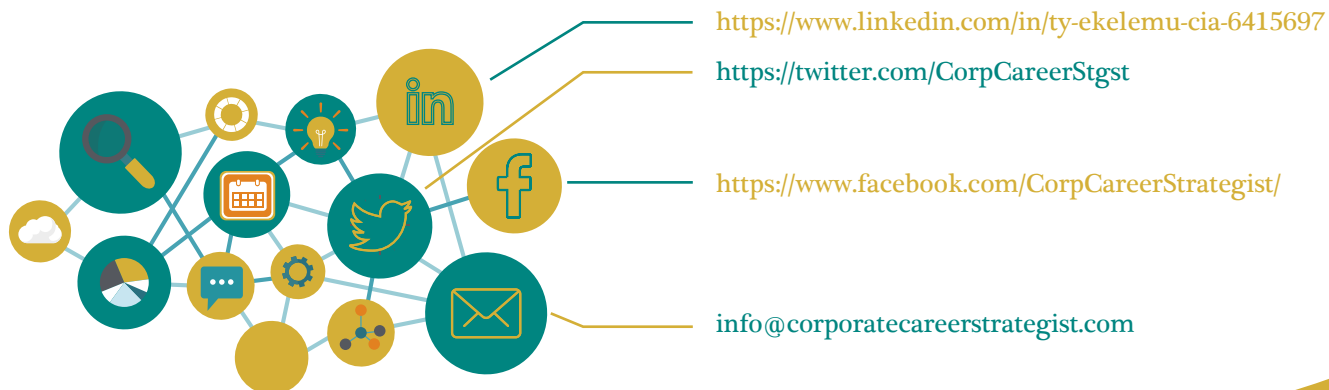 https://www.linkedin.com/in/ty-ekelemu-cia-6415697
https://twitter.com/CorpCareerStgst
https://www.facebook.com/CorpCareerStrategist/
info@corporatecareerstrategist.com
in
f